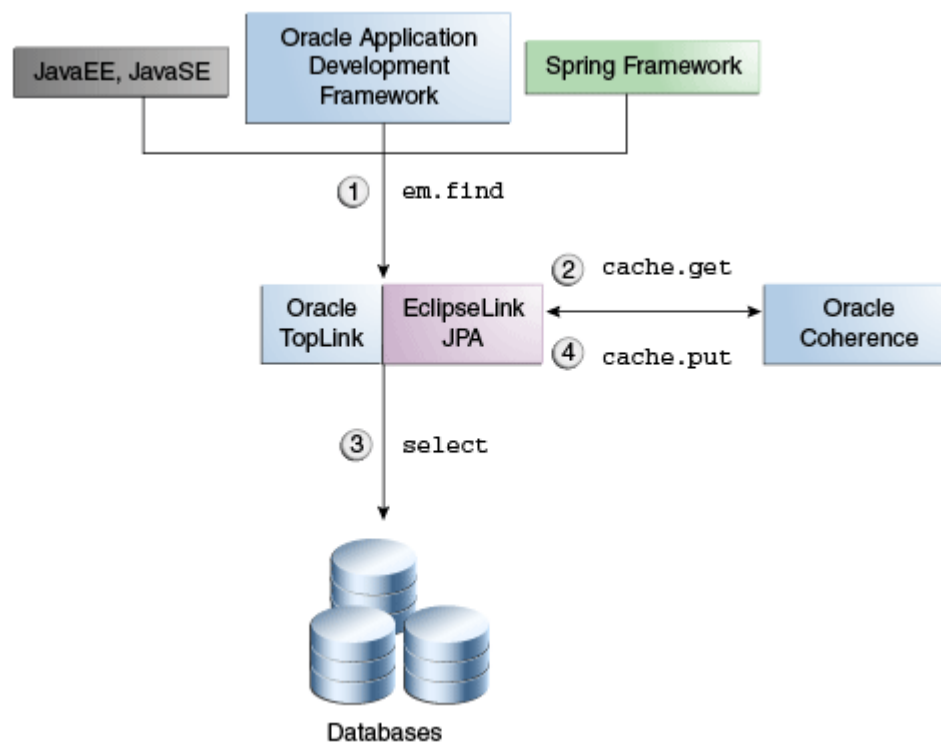 Oracle Application
Development
Framework
JavaEE, JavaSE
Spring Framework
1 em.find
2 cache.get
Oracle
TopLink
EclipseLink
JPA
Oracle
Coherence
4 cache.put
3 select
Databases